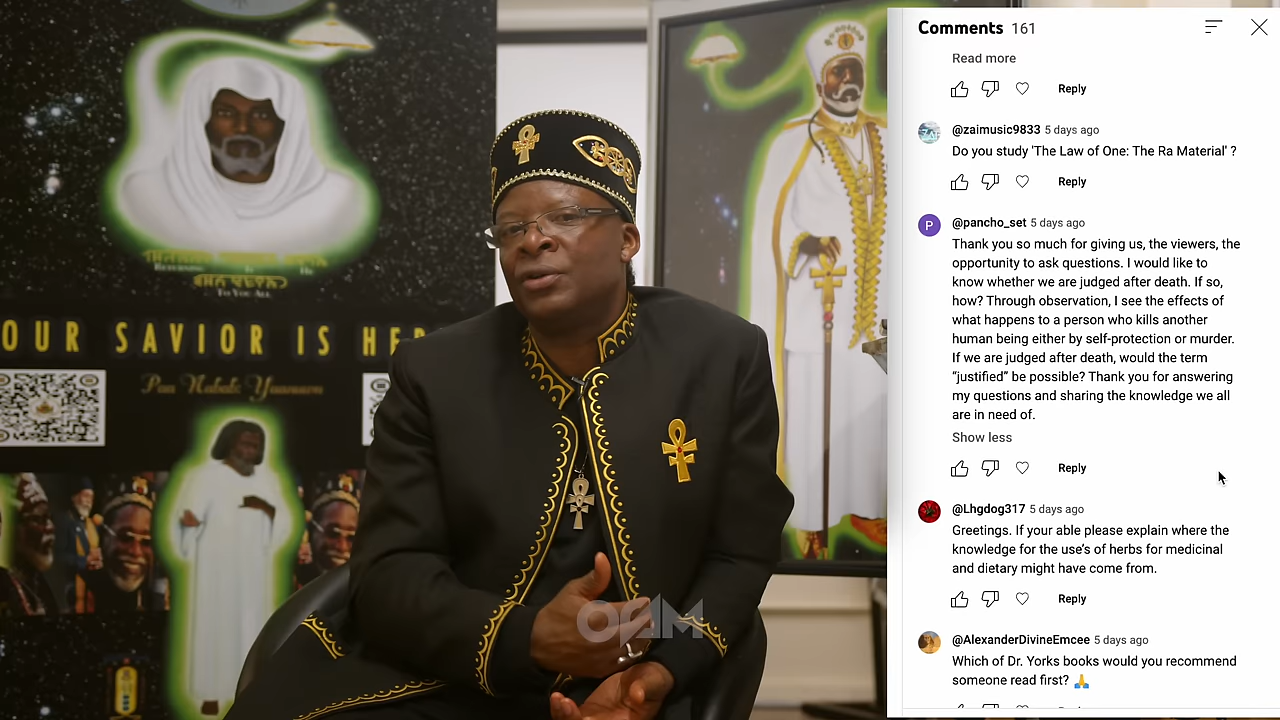 OUR SAVIOR IS HE
Paa Nabab Yaanuwn
TO YOU ALL
OAM
Comments 161
Read more
Reply
@zaimusic9833 5 days ago
Do you study 'The Law of One: The Ra Material' ?
Reply
P
@pancho_set 5 days ago
Thank you so much for giving us, the viewers, the
opportunity to ask questions. I would like to
know whether we are judged after death. If so,
how? Through observation, I see the effects of
what happens to a person who kills another
human being either by self-protection or murder.
If we are judged after death, would the term
“justified” be possible? Thank you for answering
my questions and sharing the knowledge we all
are in need of.
Show less
Reply
@Lhgdog317 5 days ago
Greetings. If your able please explain where the
knowledge for the use’s of herbs for medicinal
and dietary might have come from.
Reply
@AlexanderDivineEmcee 5 days ago
Which of Dr. Yorks books would you recommend
someone read first? 🙏